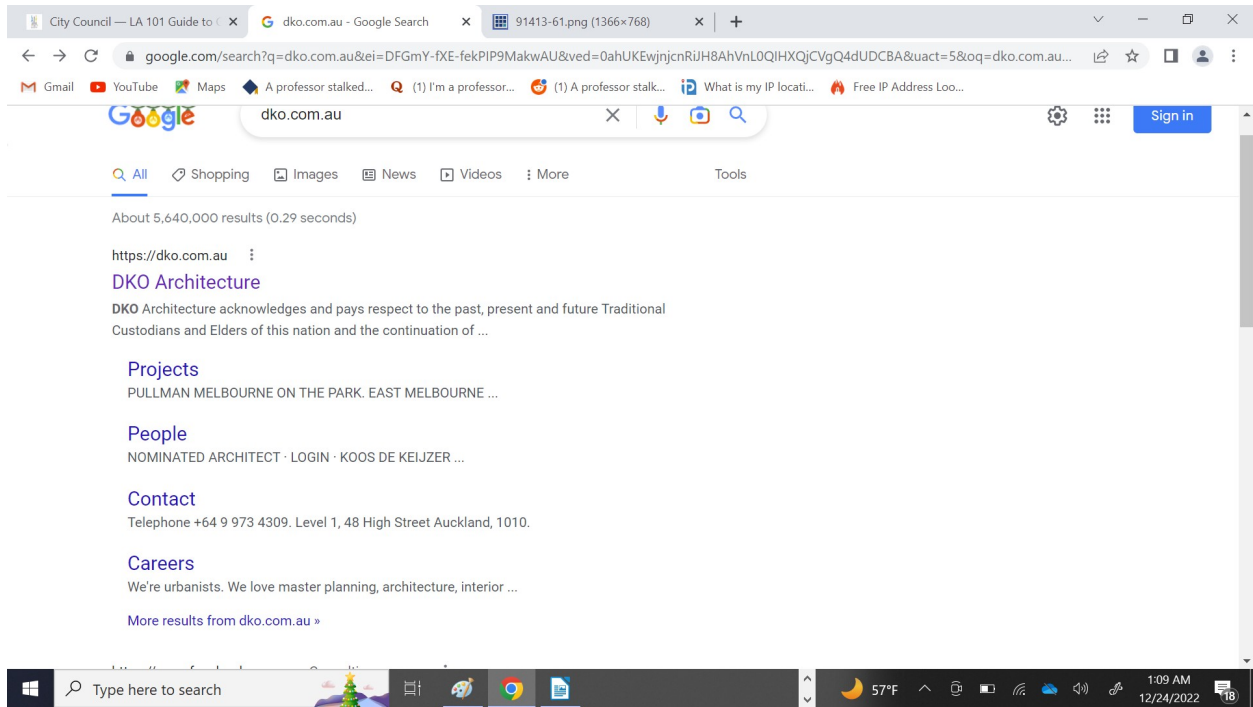 City Council — LA 101 Guide to
dko.com.au - Google Search
91413-61.png (1366×768)
google.com/search?q=dko.com.au&ei=DFGmY-fXE-fekPIP9MakwAU&ved=0ahUKEwjnjcnRiJH8AhVnL0QIHXQjCVgQ4dUDCBA&uact=5&oq=dko.com.au...
Gmail YouTube Maps A professor stalked... (1) I'm a professor... (1) A professor stalk... What is my IP locati... Free IP Address Loo...
Google
dko.com.au
Sign in
All Shopping Images News Videos More Tools
About 5,640,000 results (0.29 seconds)
https://dko.com.au
DKO Architecture
DKO Architecture acknowledges and pays respect to the past, present and future Traditional
Custodians and Elders of this nation and the continuation of ...
Projects
PULLMAN MELBOURNE ON THE PARK. EAST MELBOURNE ...
People
NOMINATED ARCHITECT · LOGIN · KOOS DE KEIJZER ...
Contact
Telephone +64 9 973 4309. Level 1, 48 High Street Auckland, 1010.
Careers
We're urbanists. We love master planning, architecture, interior ...
More results from dko.com.au »
Type here to search
57°F
1:09 AM
12/24/2022
18